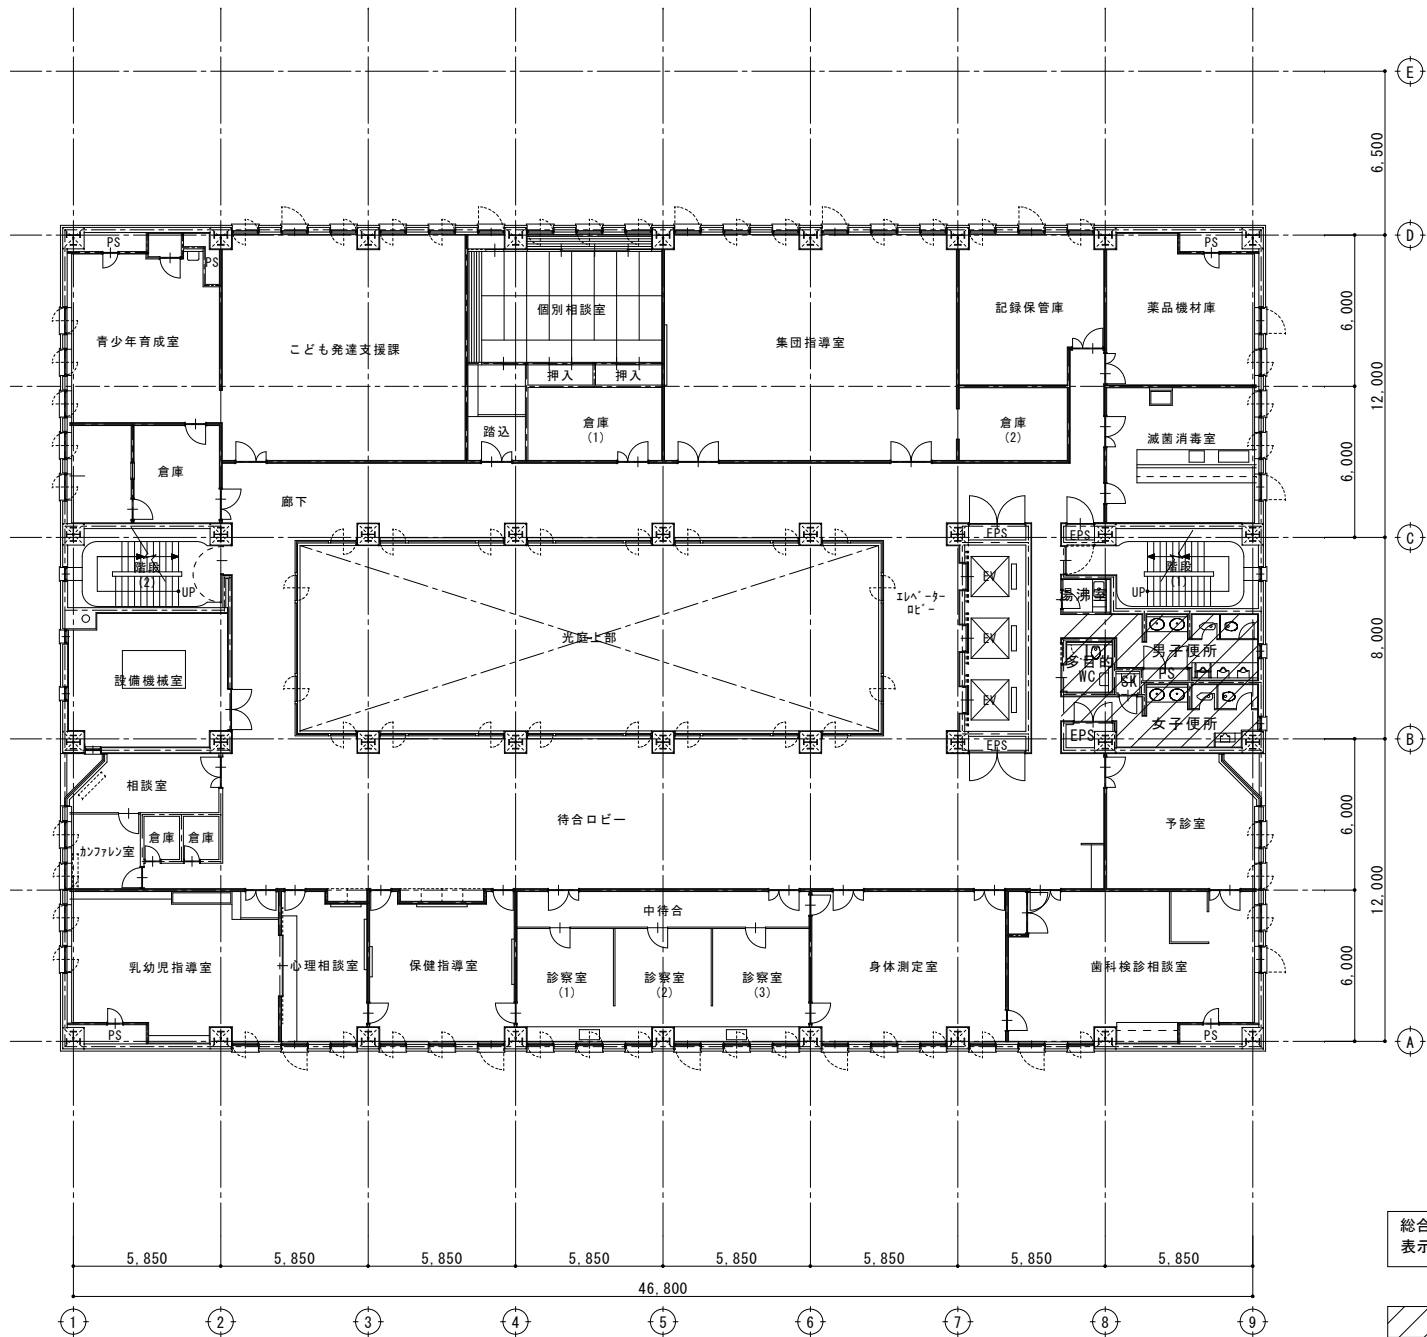 E
6,500
D
PS
PS
PS
個別相談室
記録保管庫
薬品機材庫
6,000
青少年育成室
こども発達支援課
集団指導室
押入
押入
12,000
踏込
倉庫
(1)
倉庫
(2)
滅菌消毒室
6,000
倉庫
廊下
EPS
EPS
C
階段
(2)
UP
EV
階段
(1)
UP
湯沸室
エレベーター
ロビー
光庭上部
EV
男子便所
多目的
WC
PS
SK
8,000
設備機械室
EV
女子便所
EPS
EPS
B
相談室
待合ロビー
予診室
6,000
倉庫
倉庫
カンファレン室
12,000
中待合
乳幼児指導室
心理相談室
保健指導室
診察室
(1)
診察室
(2)
診察室
(3)
身体測定室
歯科検診相談室
6,000
PS
PS
A
総合
表示
5,850
5,850
5,850
5,850
5,850
5,850
5,850
5,850
46,800
1
2
3
4
5
6
7
8
9